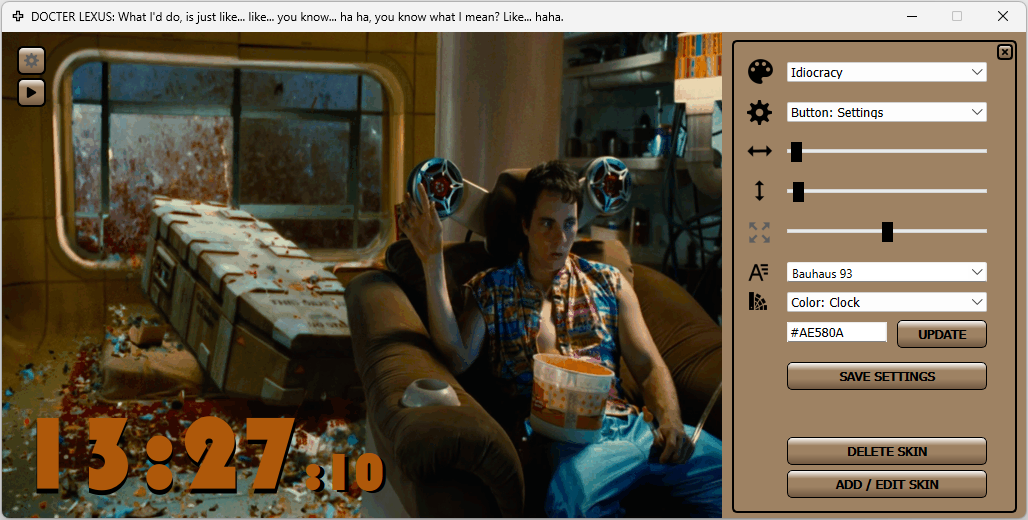 DOCTER LEXUS: What I'd do, is just like... like... you know... ha ha, you know what I mean? Like... haha.
Idiocracy
Button: Settings
Bauhaus 93
Color: Clock
#AE580A
UPDATE
SAVE SETTINGS
DELETE SKIN
ADD / EDIT SKIN
13:27:10